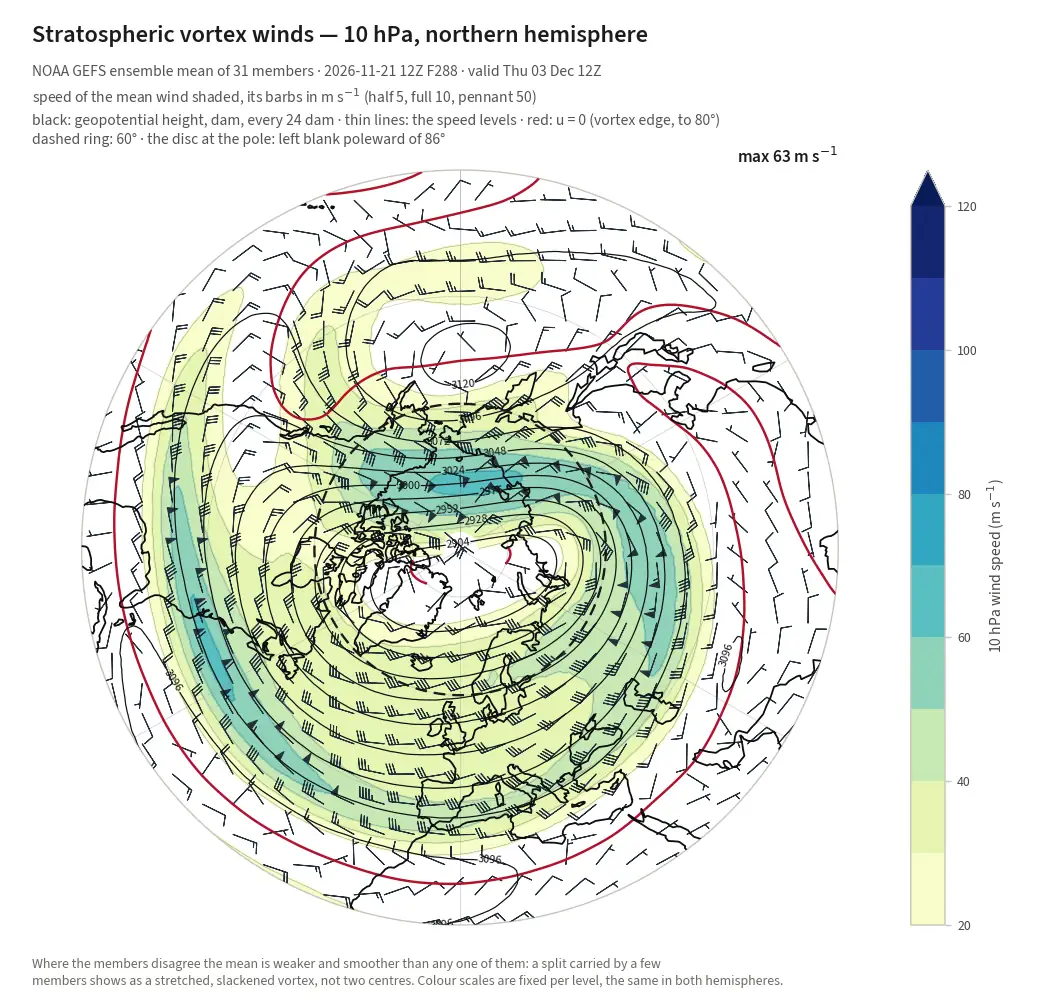 Stratospheric vortex winds — 10 hPa, northern hemisphere
NOAA GEFS ensemble mean of 31 members · 2026-11-21 12Z F288 · valid Thu 03 Dec 12Z
speed of the mean wind shaded, its barbs in m s⁻¹ (half 5, full 10, pennant 50)
black: geopotential height, dam, every 24 dam · thin lines: the speed levels · red: u = 0 (vortex edge, to 80°)
dashed ring: 60° · the disc at the pole: left blank poleward of 86°
max 63 m s⁻¹
120
100
80
60
40
20
10 hPa wind speed (m s⁻¹)
3120
3072
3048
3024
3000
2952
2928
2904
3096
3096
3096
Where the members disagree the mean is weaker and smoother than any one of them: a split carried by a few
members shows as a stretched, slackened vortex, not two centres. Colour scales are fixed per level, the same in both hemispheres.